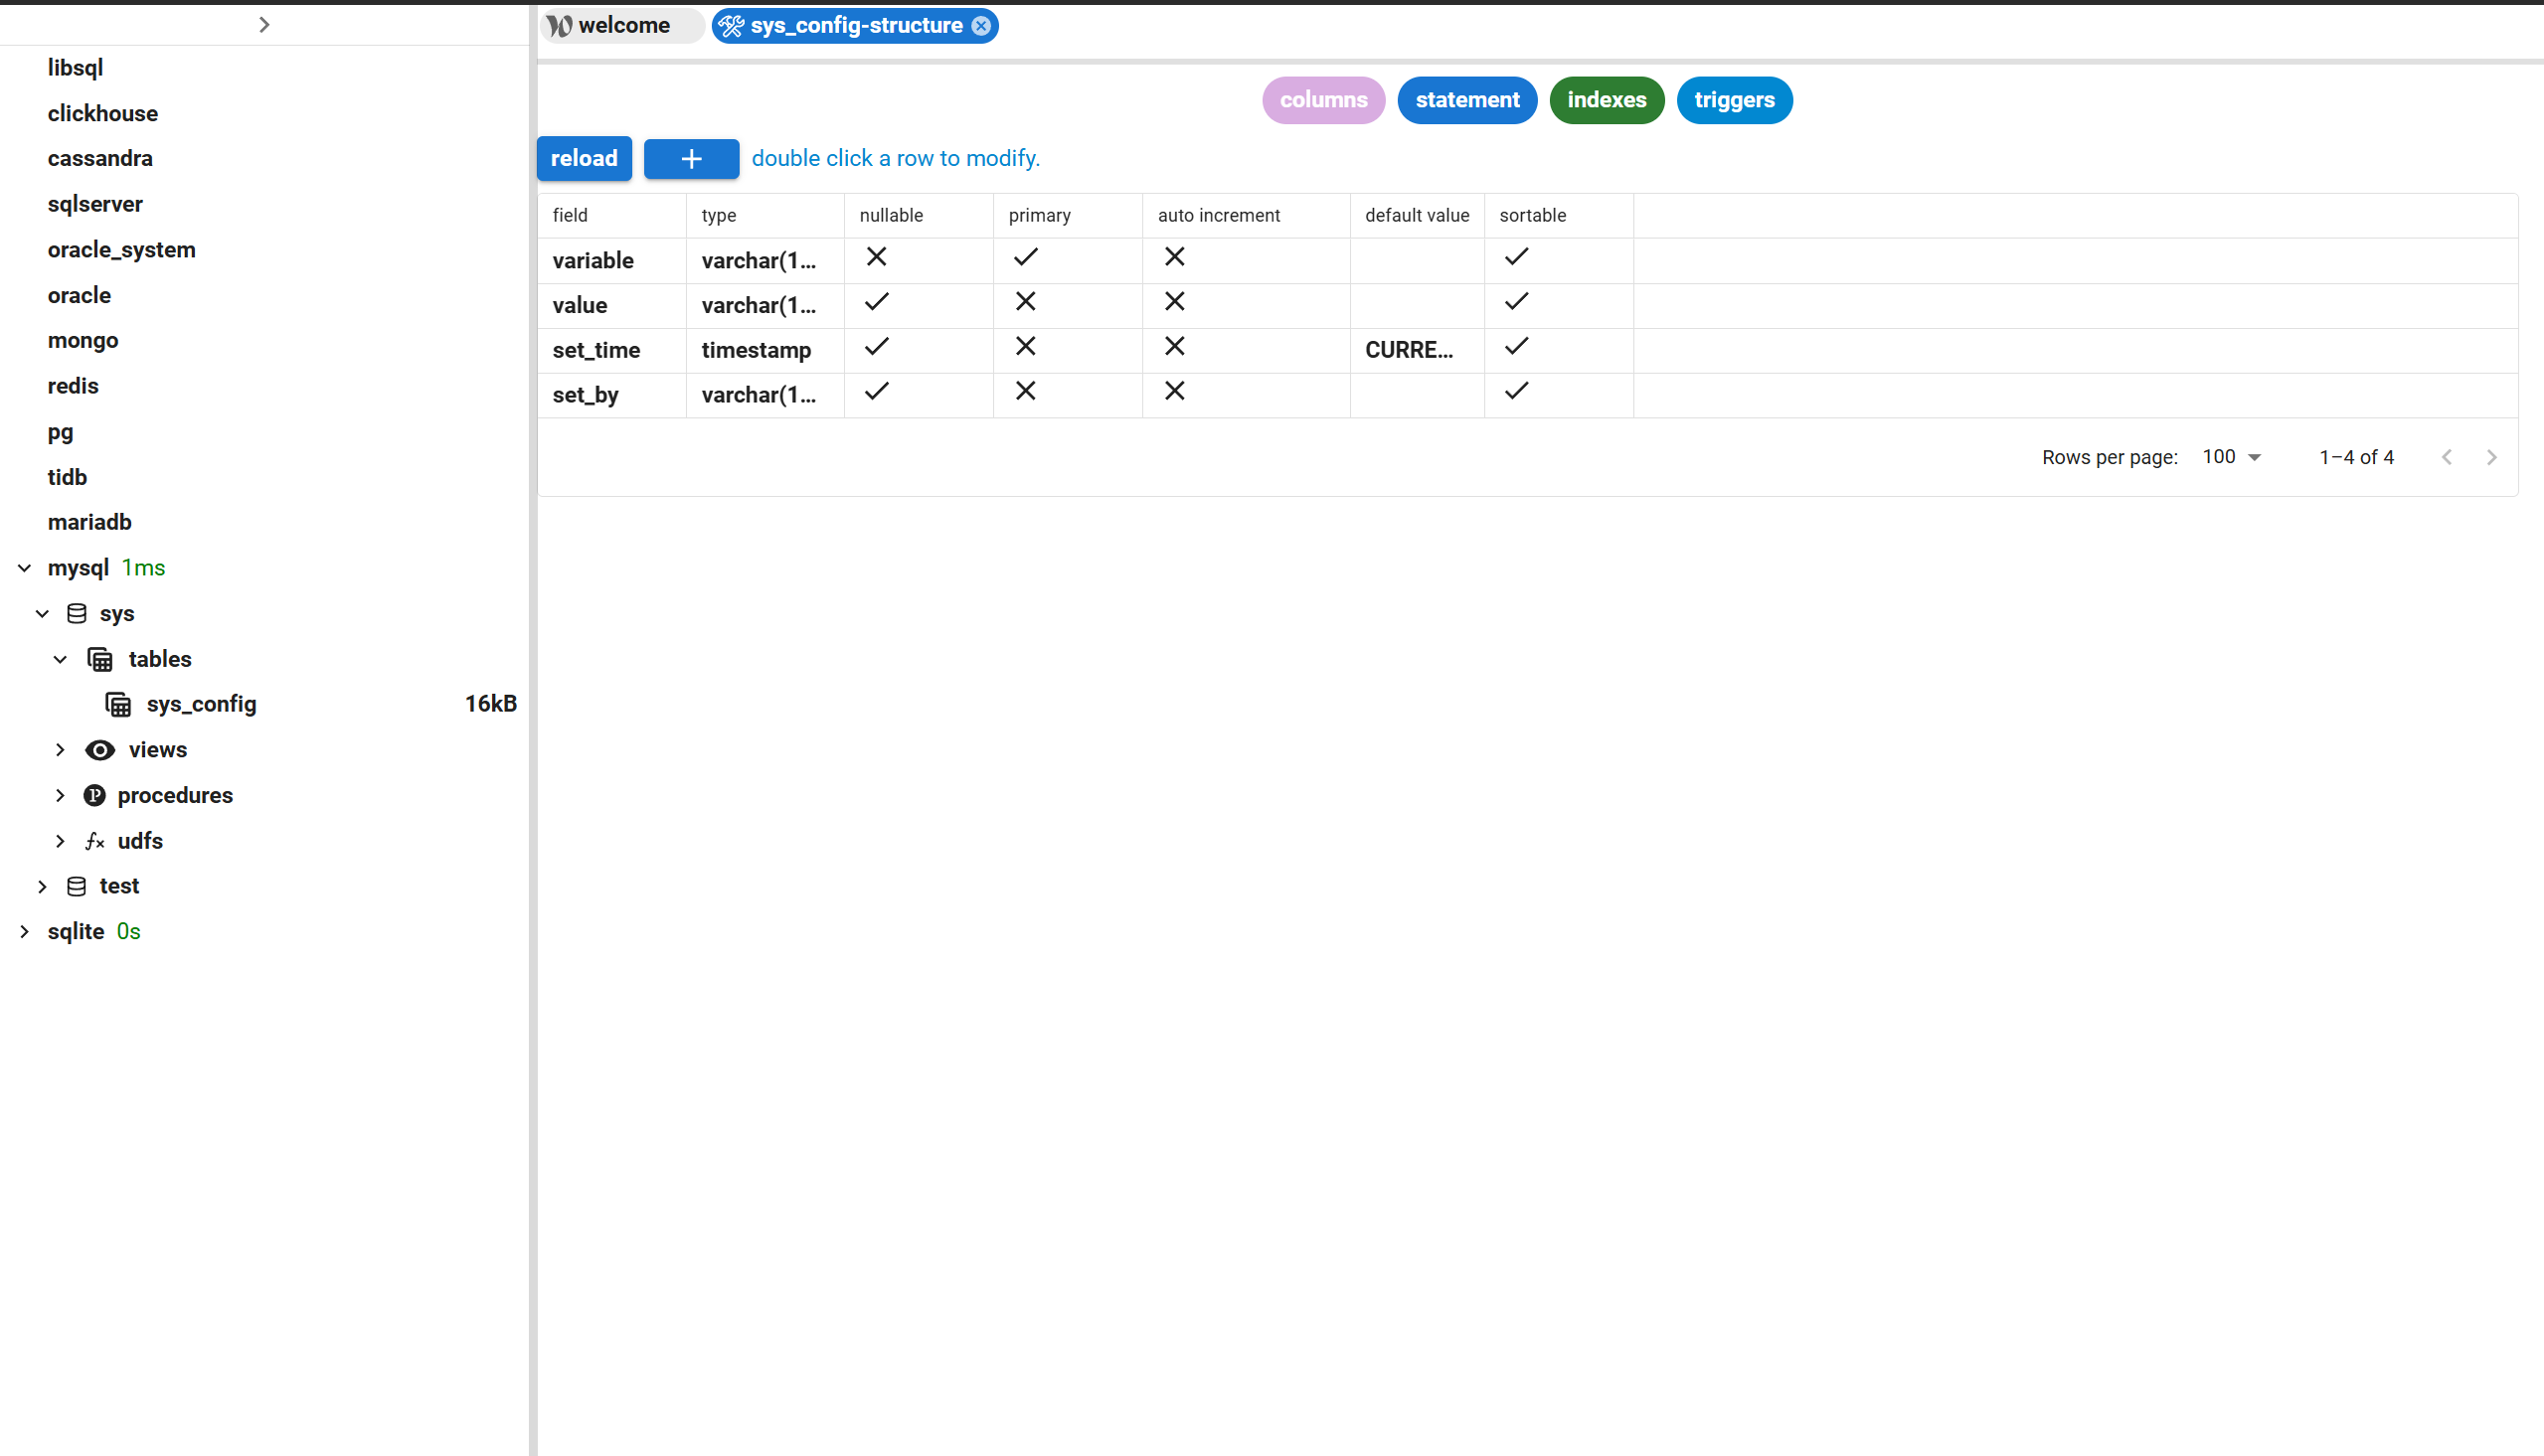 welcome
sys_config-structure
libsql
clickhouse
cassandra
sqlserver
oracle_system
oracle
mongo
redis
pg
tidb
mariadb
mysql 1ms
sys
tables
sys_config 16kB
views
procedures
udfs
test
sqlite 0s
columns statement indexes triggers
reload + double click a row to modify.
field type nullable primary auto increment default value sortable
variable varchar(1...
value varchar(1...
set_time timestamp CURRE...
set_by varchar(1...
Rows per page: 100 1–4 of 4